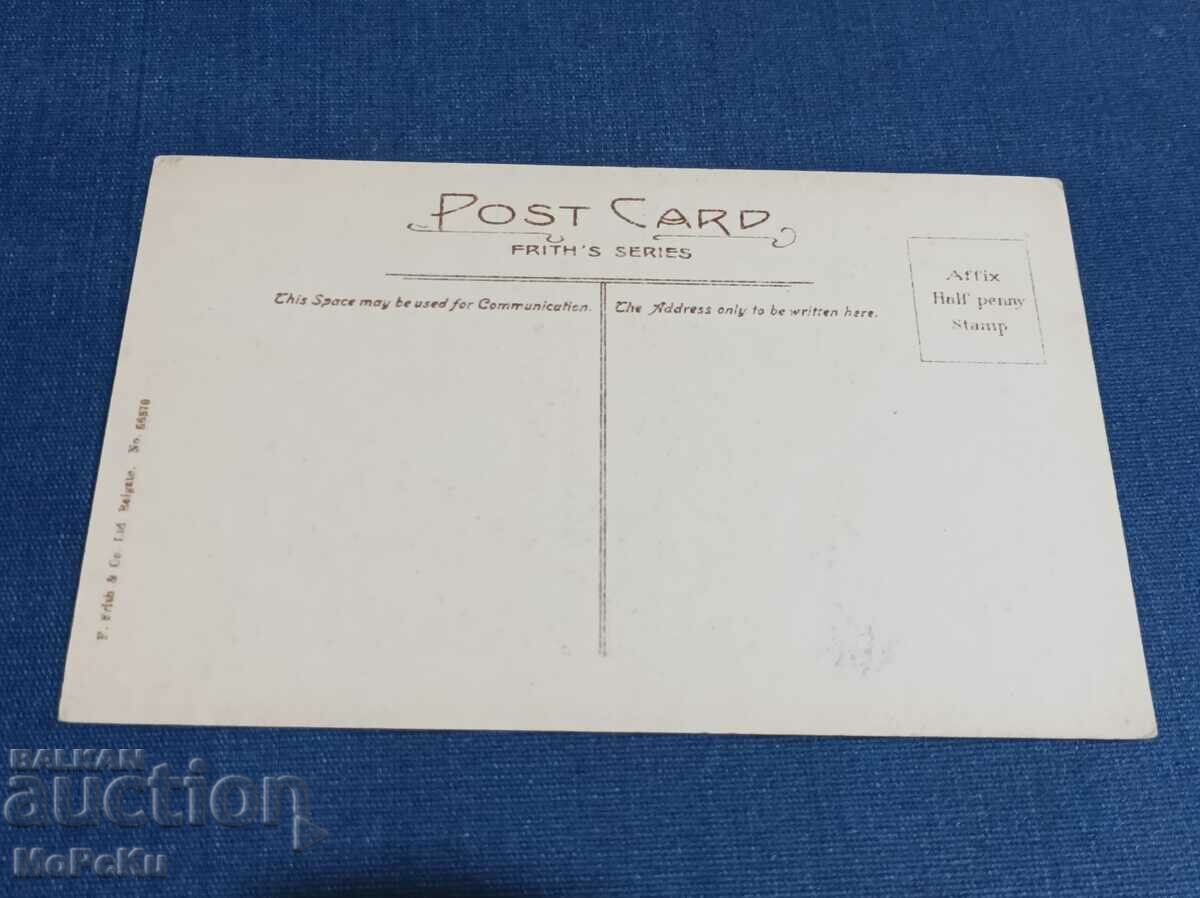 POST CARD
FRITH'S SERIES
This Space may be used for Communication.
The Address only to be written here.
Affix
Half penny
Stamp
F. Frith & Co. Ltd. Reigate. No.
BALKAN
auction
MoPeKu